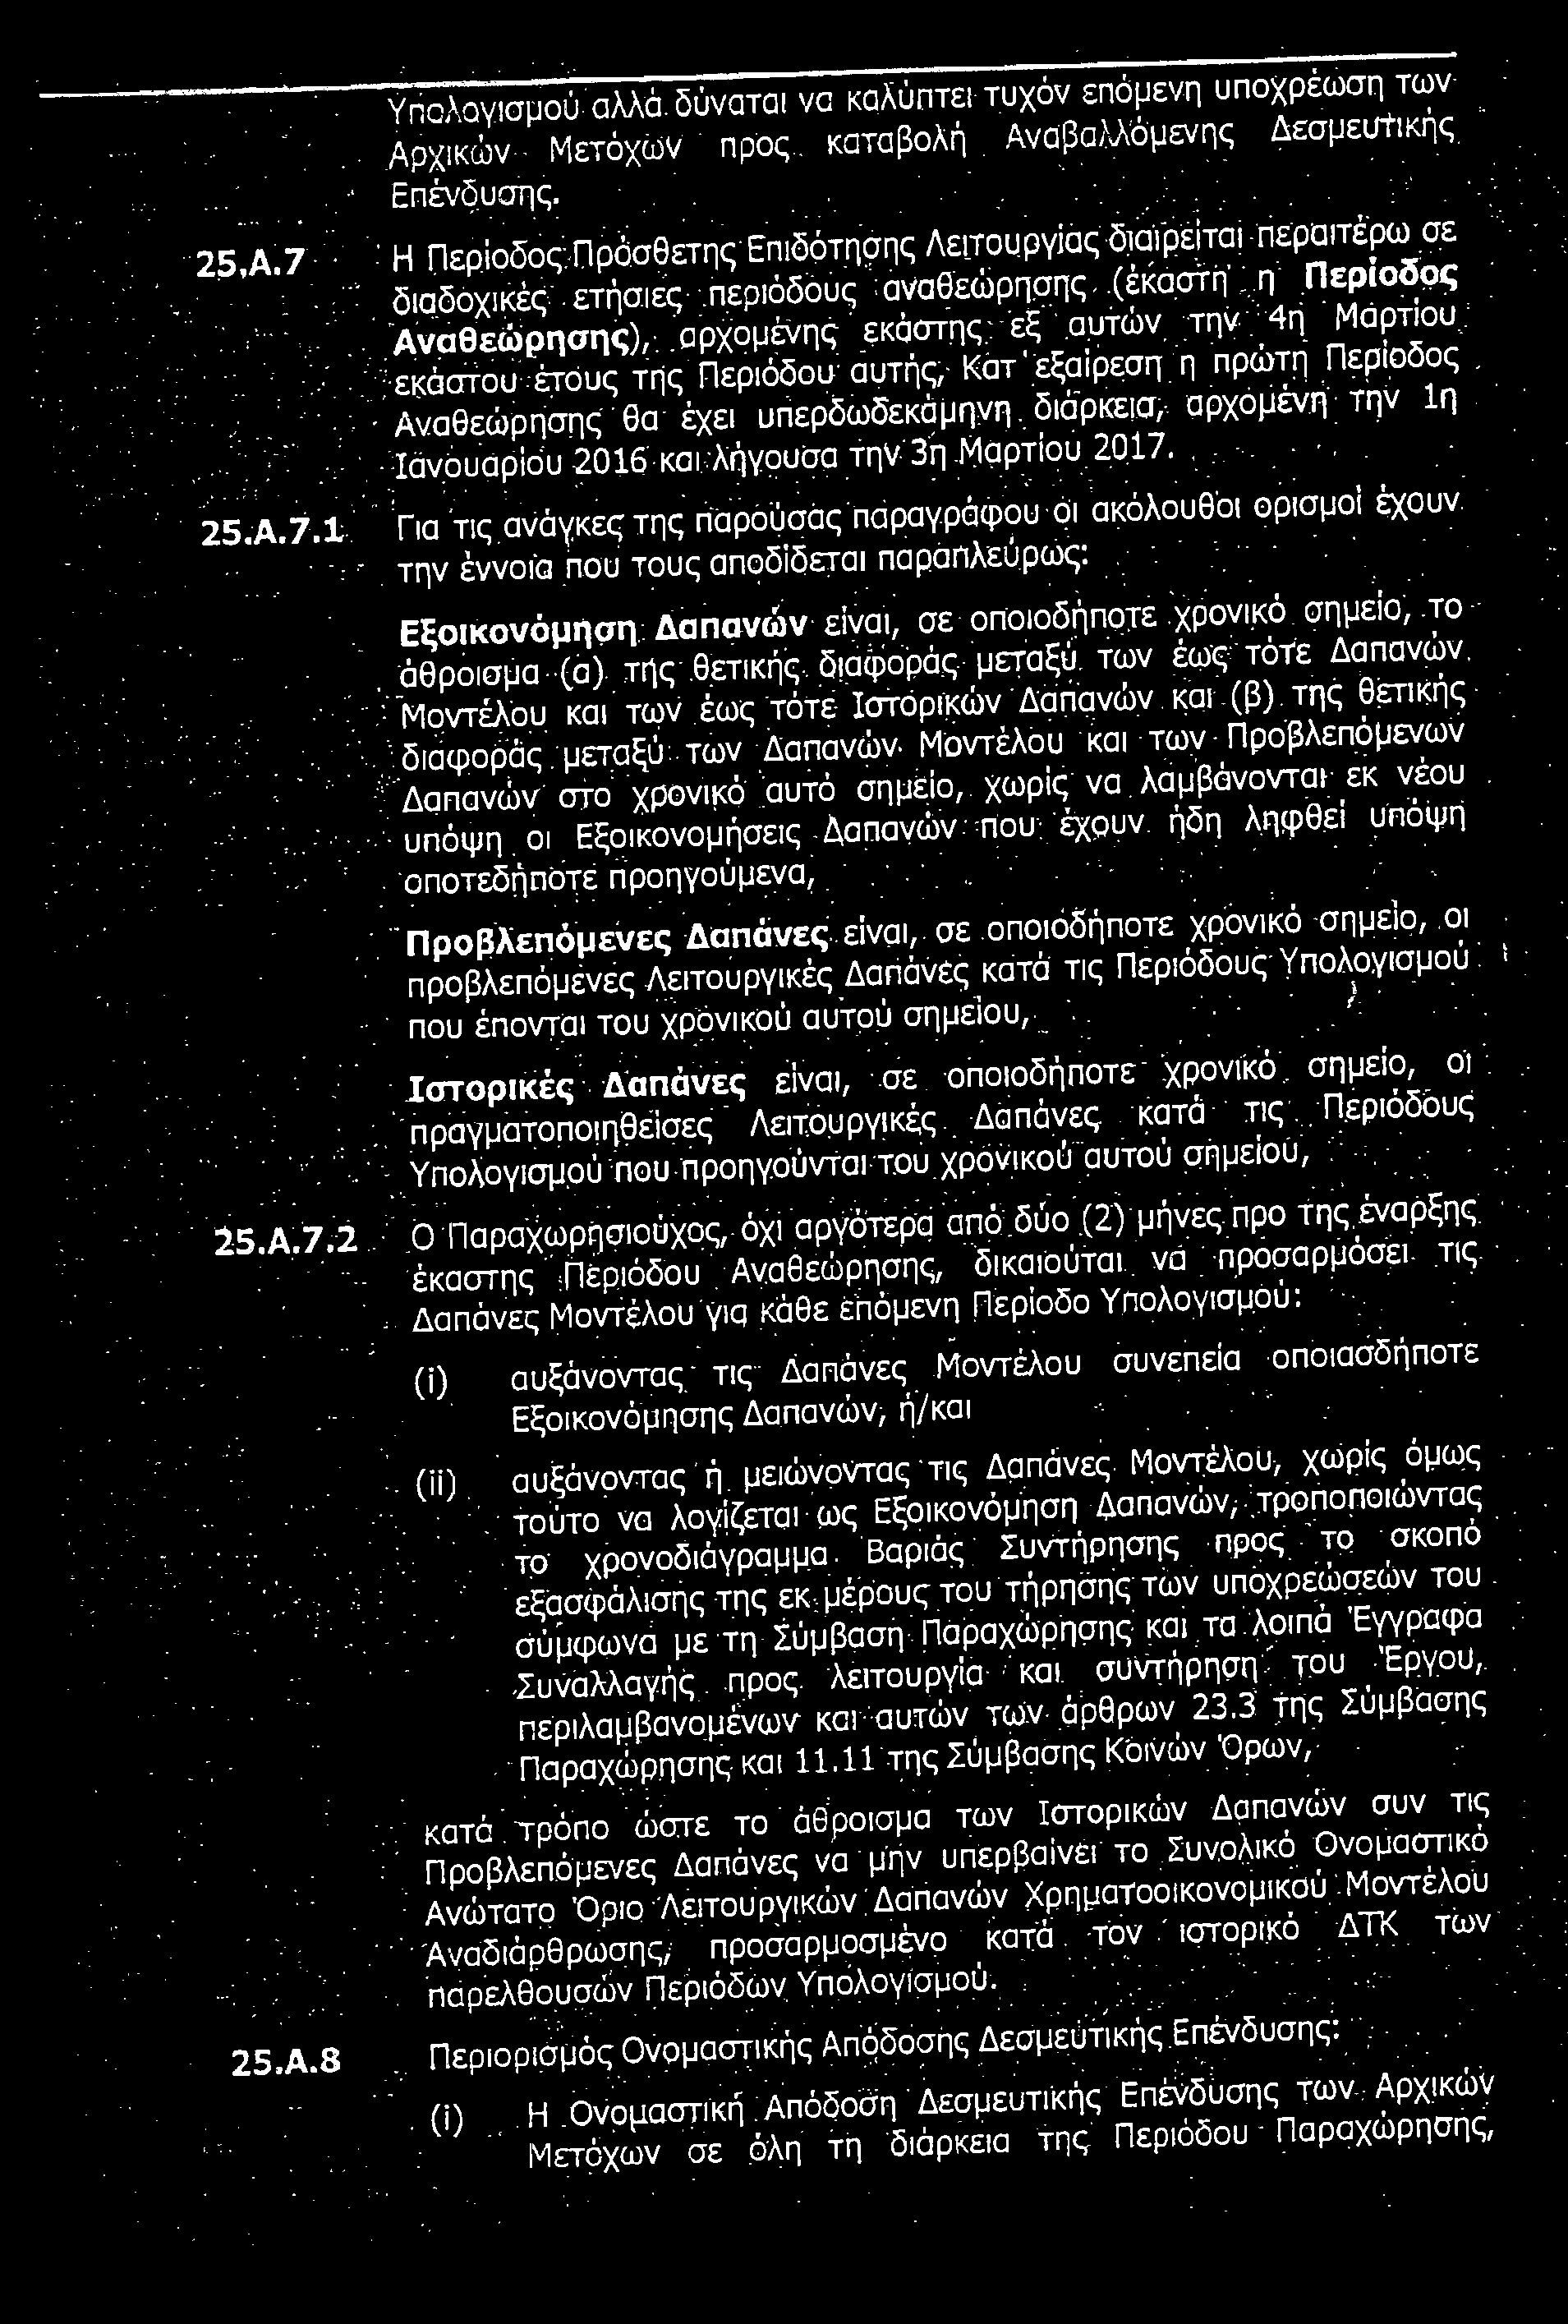 Υπολογισμού αλλά δύναται να καλύπτει τυχόν επόμενη υποχρέωση των
Αρχικών Μετόχων προς καταβολή Αναβαλλόμενης Δεσμευτικής
Επένδυσης.
25.Α.7 Η Περίοδος Πρόσθετης Επιδότησης Λειτουργίας διαιρείται περαιτέρω σε
διαδοχικές ετήσιες περιόδους αναθεώρησης (έκαστη η Περίοδος
Αναθεώρησης), αρχομένης εκάστης εξ αυτών την 4η Μαρτίου
εκάστου έτους της Περιόδου αυτής, Κατ' εξαίρεση η πρώτη Περίοδος
Αναθεώρησης θα έχει υπερδωδεκάμηνη διάρκεια, αρχομένη την 1η
Ιανουαρίου 2016 και λήγουσα την 3η Μαρτίου 2017.
25.Α.7.1 Για τις ανάγκες της παρούσας παραγράφου οι ακόλουθοι ορισμοί έχουν
την έννοια που τους αποδίδεται παραπλεύρως:
Εξοικονόμηση Δαπανών είναι, σε οποιοδήποτε χρονικό σημείο, το
άθροισμα (α) της θετικής διαφοράς μεταξύ των έως τότε Δαπανών
Μοντέλου και των έως τότε Ιστορικών Δαπανών και (β) της θετικής
διαφοράς μεταξύ των Δαπανών Μοντέλου και των Προβλεπόμενων
Δαπανών στο χρονικό αυτό σημείο, χωρίς να λαμβάνονται εκ νέου
υπόψη οι Εξοικονομήσεις Δαπανών που έχουν ήδη ληφθεί υπόψη
οποτεδήποτε προηγούμενα,
Προβλεπόμενες Δαπάνες είναι, σε οποιοδήποτε χρονικό σημείο, οι
προβλεπόμενες Λειτουργικές Δαπάνες κατά τις Περιόδους Υπολογισμού
που έπονται του χρονικού αυτού σημείου,
Ιστορικές Δαπάνες είναι, σε οποιοδήποτε χρονικό σημείο, οι
πραγματοποιηθείσες Λειτουργικές Δαπάνες κατά τις Περιόδους
Υπολογισμού που προηγούνται του χρονικού αυτού σημείου,
25.Α.7.2 Ο Παραχωρησιούχος, όχι αργότερα από δύο (2) μήνες προ της έναρξης
έκαστης Περιόδου Αναθεώρησης, δικαιούται να προσαρμόσει τις
Δαπάνες Μοντέλου για κάθε επόμενη Περίοδο Υπολογισμού:
(i) αυξάνοντας τις Δαπάνες Μοντέλου συνεπεία οποιασδήποτε
Εξοικονόμησης Δαπανών, ή/και
(ii) αυξάνοντας ή μειώνοντας τις Δαπάνες Μοντέλου, χωρίς όμως
τούτο να λογίζεται ως Εξοικονόμηση Δαπανών, τροποποιώντας
το χρονοδιάγραμμα Βαριάς Συντήρησης προς το σκοπό
εξασφάλισης της εκ μέρους του τήρησης των υποχρεώσεών του
σύμφωνα με τη Σύμβαση Παραχώρησης και τα λοιπά Έγγραφα
Συναλλαγής προς λειτουργία και συντήρηση του Έργου,
περιλαμβανομένων και αυτών των άρθρων 23.3 της Σύμβασης
Παραχώρησης και 11.11 της Σύμβασης Κοινών Όρων,
κατά τρόπο ώστε το άθροισμα των Ιστορικών Δαπανών συν τις
Προβλεπόμενες Δαπάνες να μην υπερβαίνει το Συνολικό Ονομαστικό
Ανώτατο Όριο Λειτουργικών Δαπανών Χρηματοοικονομικού Μοντέλου
Αναδιάρθρωσης, προσαρμοσμένο κατά τον ιστορικό ΔΤΚ των
παρελθουσών Περιόδων Υπολογισμού.
25.Α.8 Περιορισμός Ονομαστικής Απόδοσης Δεσμευτικής Επένδυσης:
(i) Η Ονομαστική Απόδοση Δεσμευτικής Επένδυσης των Αρχικών
Μετόχων σε όλη τη διάρκεια της Περιόδου Παραχώρησης,